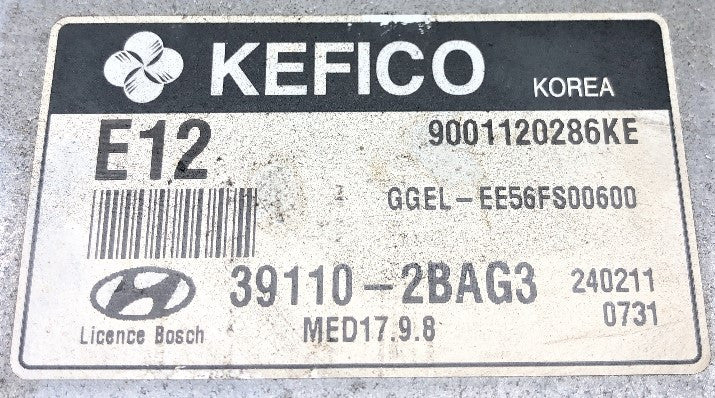 KEFICO KOREA
E12 9001120286KE
GGEL-EE56FS00600
39110-2BAG3 240211
Licence Bosch MED17.9.8 0731